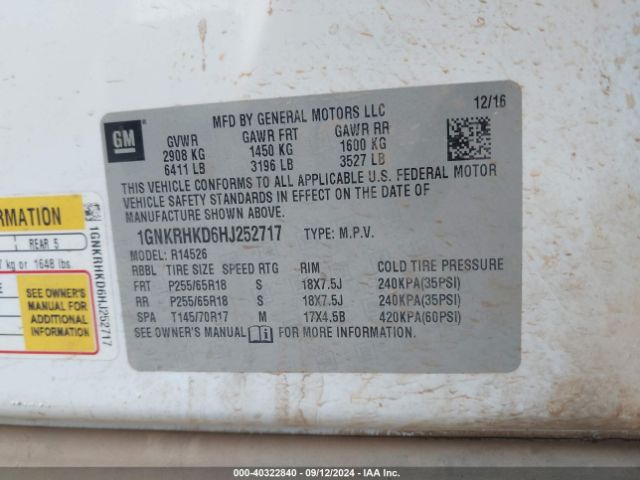 MFD BY GENERAL MOTORS LLC
12/16
GM
GVWR GAWR FRT GAWR RR
2908 KG 1450 KG 1600 KG
6411 LB 3196 LB 3527 LB
THIS VEHICLE CONFORMS TO ALL APPLICABLE U.S. FEDERAL MOTOR
VEHICLE SAFETY STANDARDS IN EFFECT ON THE DATE OF
MANUFACTURE SHOWN ABOVE.
1GNKRHKD6HJ252717 TYPE: M.P.V.
MODEL: R14526
RBBL TIRE SIZE SPEED RTG RIM COLD TIRE PRESSURE
FRT P255/65R18 S 18X7.5J 240KPA(35PSI)
RR P255/65R18 S 18X7.5J 240KPA(35PSI)
SPA T145/70R17 M 17X4.5B 420KPA(60PSI)
SEE OWNER'S MANUAL FOR MORE INFORMATION.
REAR 5
kg or 1648 lbs.
SEE OWNER'S
MANUAL FOR
ADDITIONAL
INFORMATION
1GNKRHKD6HJ252717
000-40322840 - 09/12/2024 - IAA Inc.